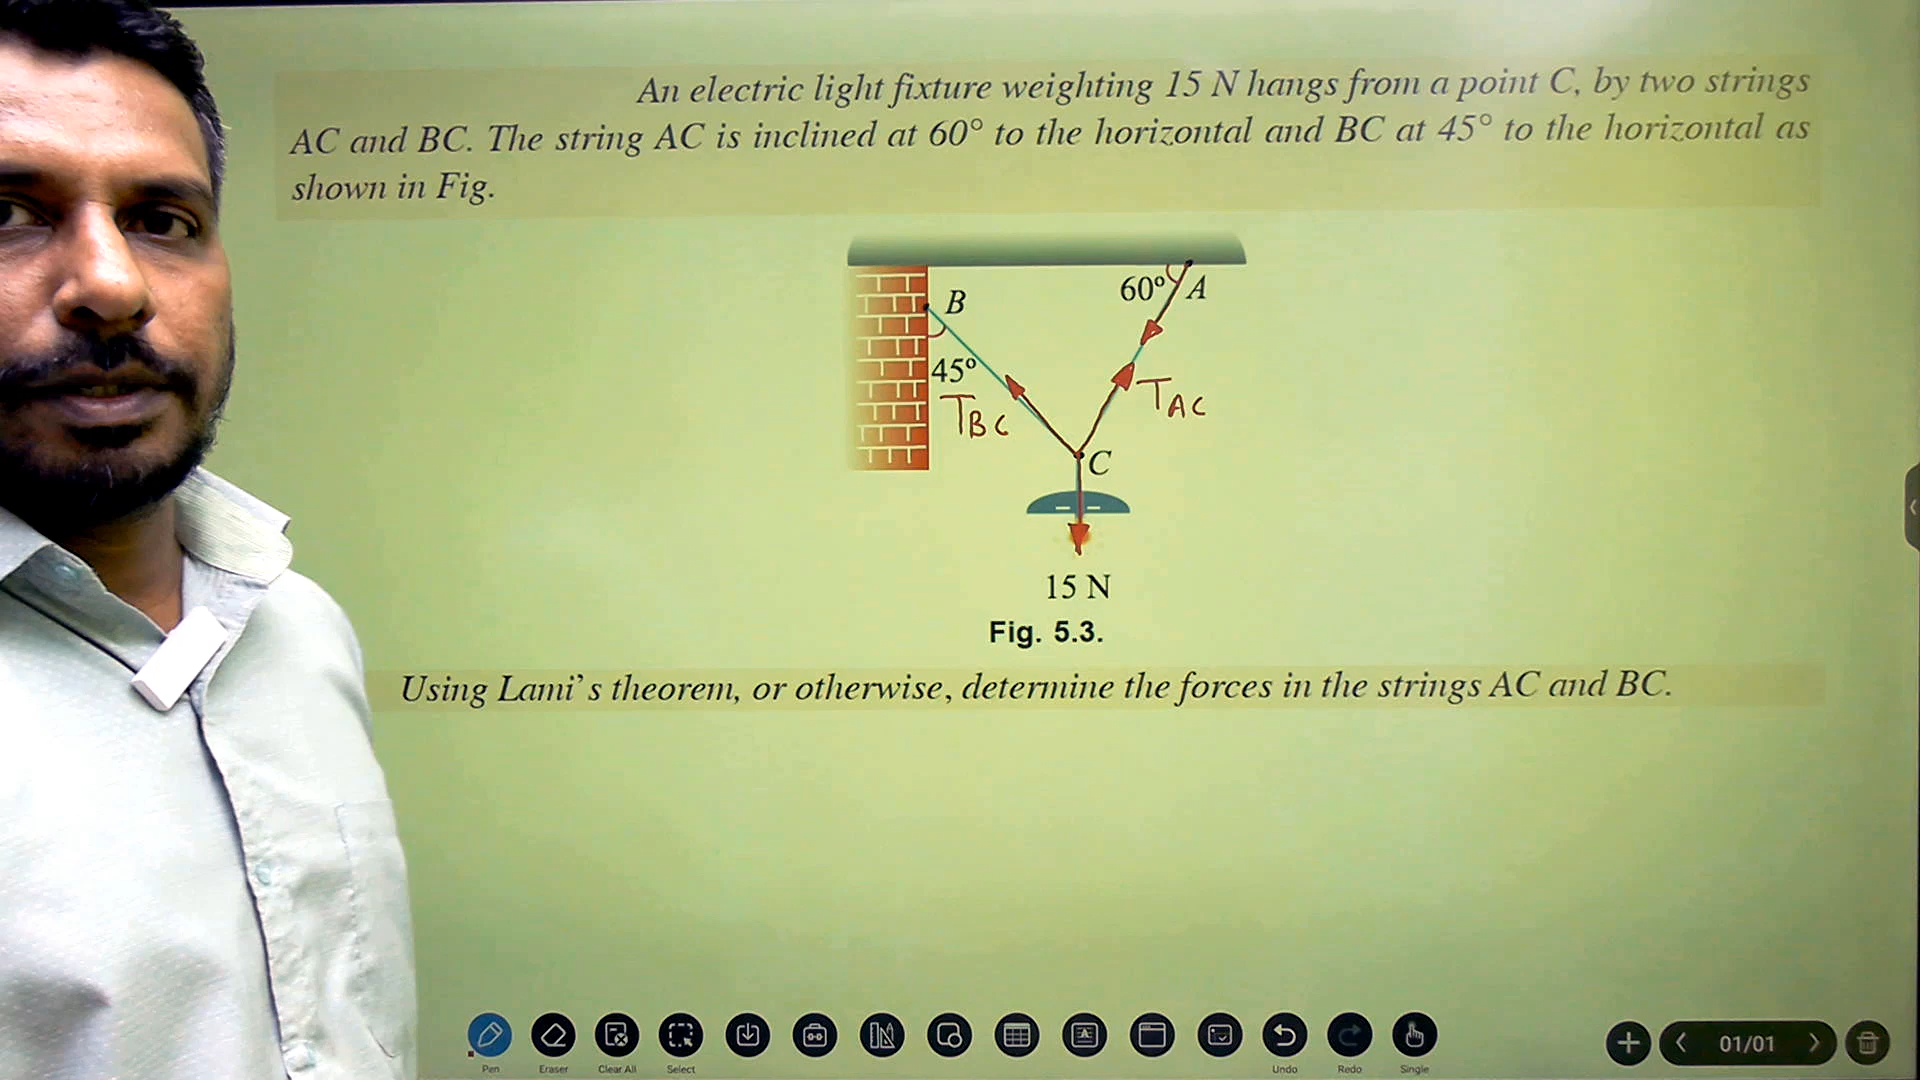 An electric light fixture weighting 15 N hangs from a point C, by two strings
AC and BC. The string AC is inclined at 60° to the horizontal and BC at 45° to the horizontal as
shown in Fig.
60°
A
B
45°
T_BC
T_AC
C
15 N
Fig. 5.3.
Using Lami's theorem, or otherwise, determine the forces in the strings AC and BC.
Pen Eraser Clear All Select Undo Redo Single
01/01